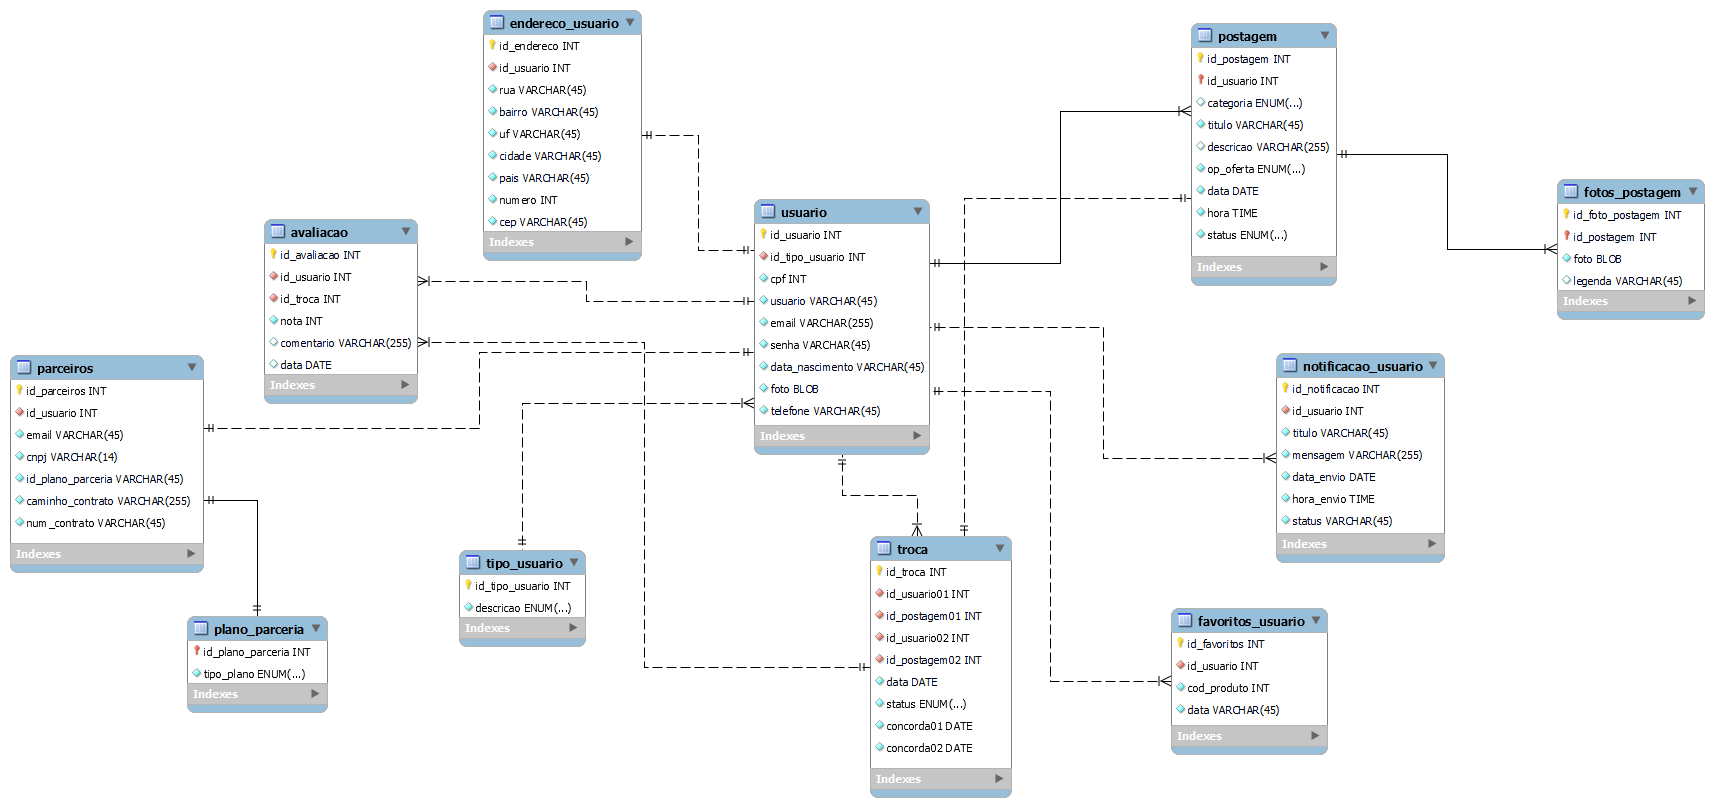 endereco_usuario
id_endereco INT
id_usuario INT
rua VARCHAR(45)
bairro VARCHAR(45)
uf VARCHAR(45)
cidade VARCHAR(45)
pais VARCHAR(45)
numero INT
cep VARCHAR(45)
Indexes
postagem
id_postagem INT
id_usuario INT
categoria ENUM(...)
titulo VARCHAR(45)
descricao VARCHAR(255)
op_oferta ENUM(...)
data DATE
hora TIME
status ENUM(...)
Indexes
fotos_postagem
id_foto_postagem INT
id_postagem INT
foto BLOB
legenda VARCHAR(45)
Indexes
usuario
id_usuario INT
id_tipo_usuario INT
cpf INT
usuario VARCHAR(45)
email VARCHAR(255)
senha VARCHAR(45)
data_nascimento VARCHAR(45)
foto BLOB
telefone VARCHAR(45)
Indexes
avaliacao
id_avaliacao INT
id_usuario INT
id_troca INT
nota INT
comentario VARCHAR(255)
data DATE
Indexes
parceiros
id_parceiros INT
id_usuario INT
email VARCHAR(45)
cnpj VARCHAR(14)
id_plano_parceria VARCHAR(45)
caminho_contrato VARCHAR(255)
num_contrato VARCHAR(45)
Indexes
notificacao_usuario
id_notificacao INT
id_usuario INT
titulo VARCHAR(45)
mensagem VARCHAR(255)
data_envio DATE
hora_envio TIME
status VARCHAR(45)
Indexes
tipo_usuario
id_tipo_usuario INT
descricao ENUM(...)
Indexes
troca
id_troca INT
id_usuario01 INT
id_postagem01 INT
id_usuario02 INT
id_postagem02 INT
data DATE
status ENUM(...)
concorda01 DATE
concorda02 DATE
Indexes
plano_parceria
id_plano_parceria INT
tipo_plano ENUM(...)
Indexes
favoritos_usuario
id_favoritos INT
id_usuario INT
cod_produto INT
data VARCHAR(45)
Indexes